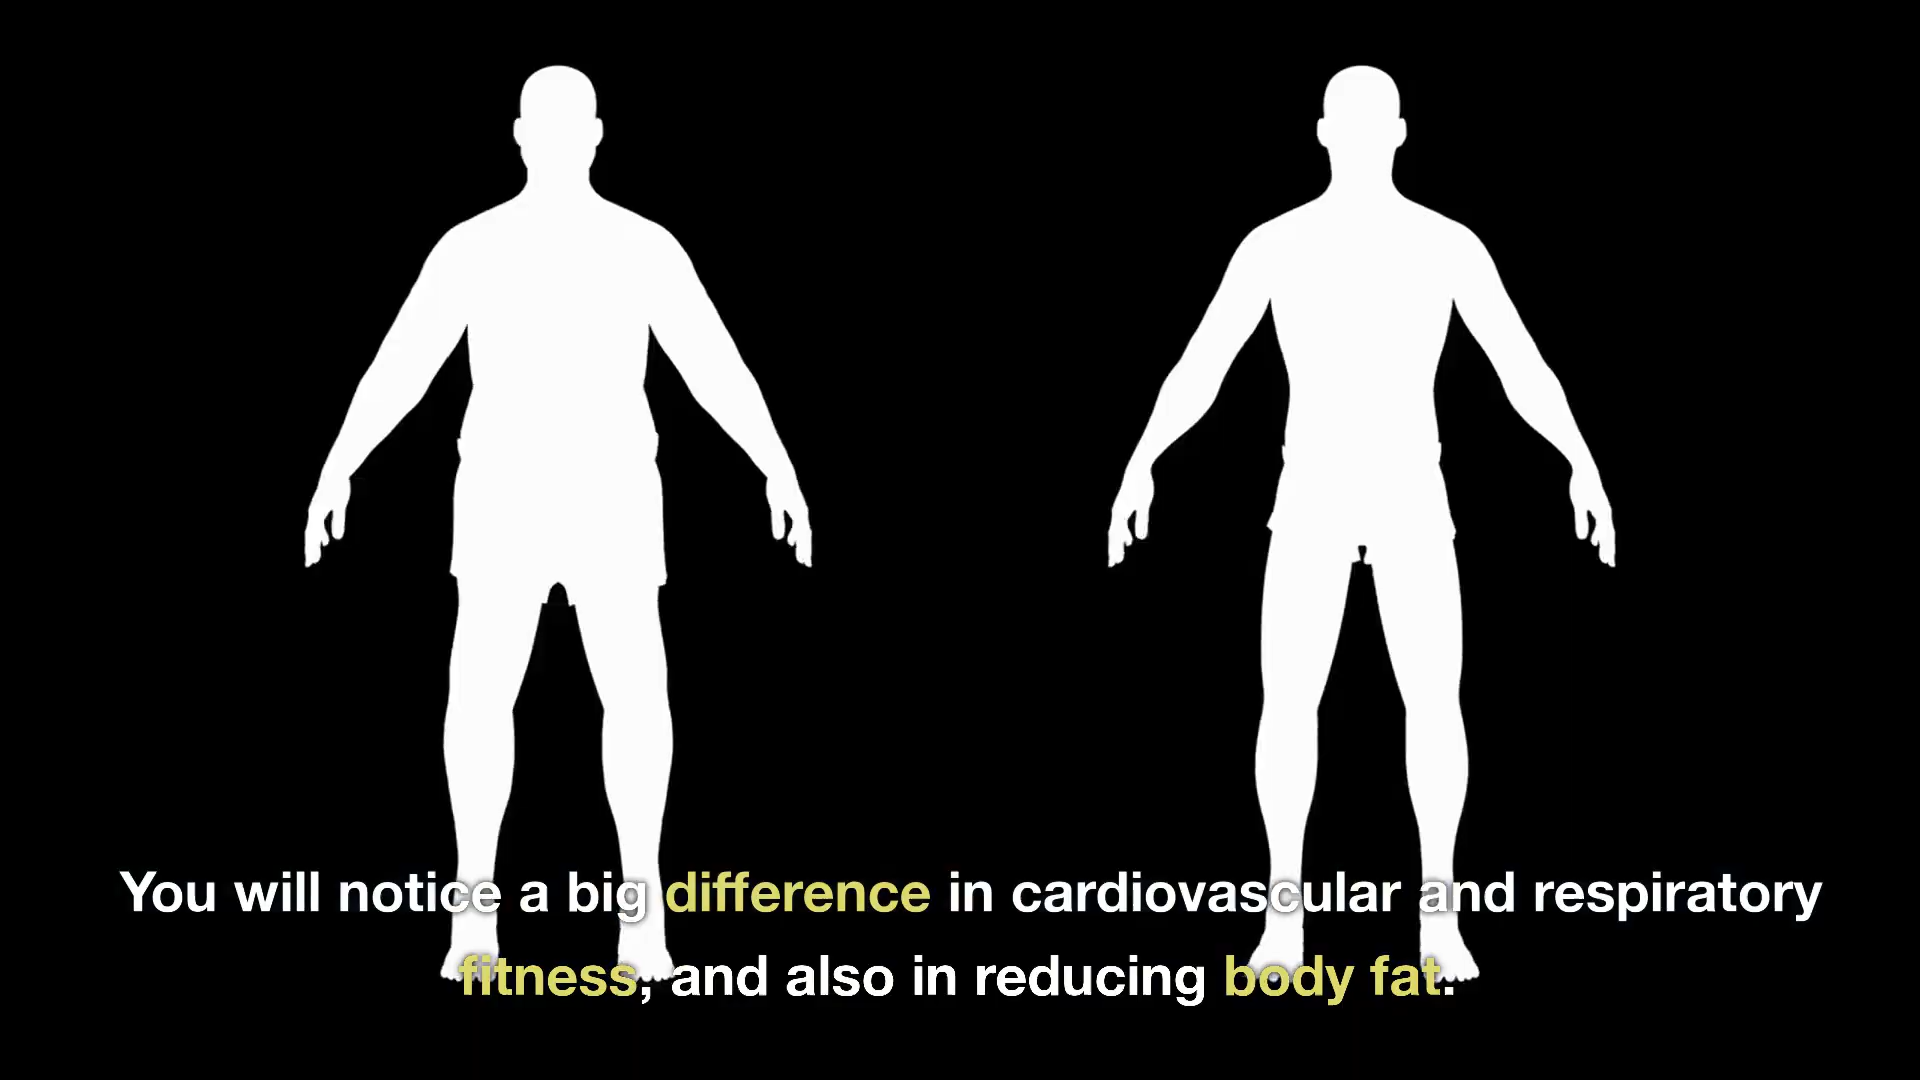 You will notice a big difference in cardiovascular and respiratory
fitness, and also in reducing body fat.